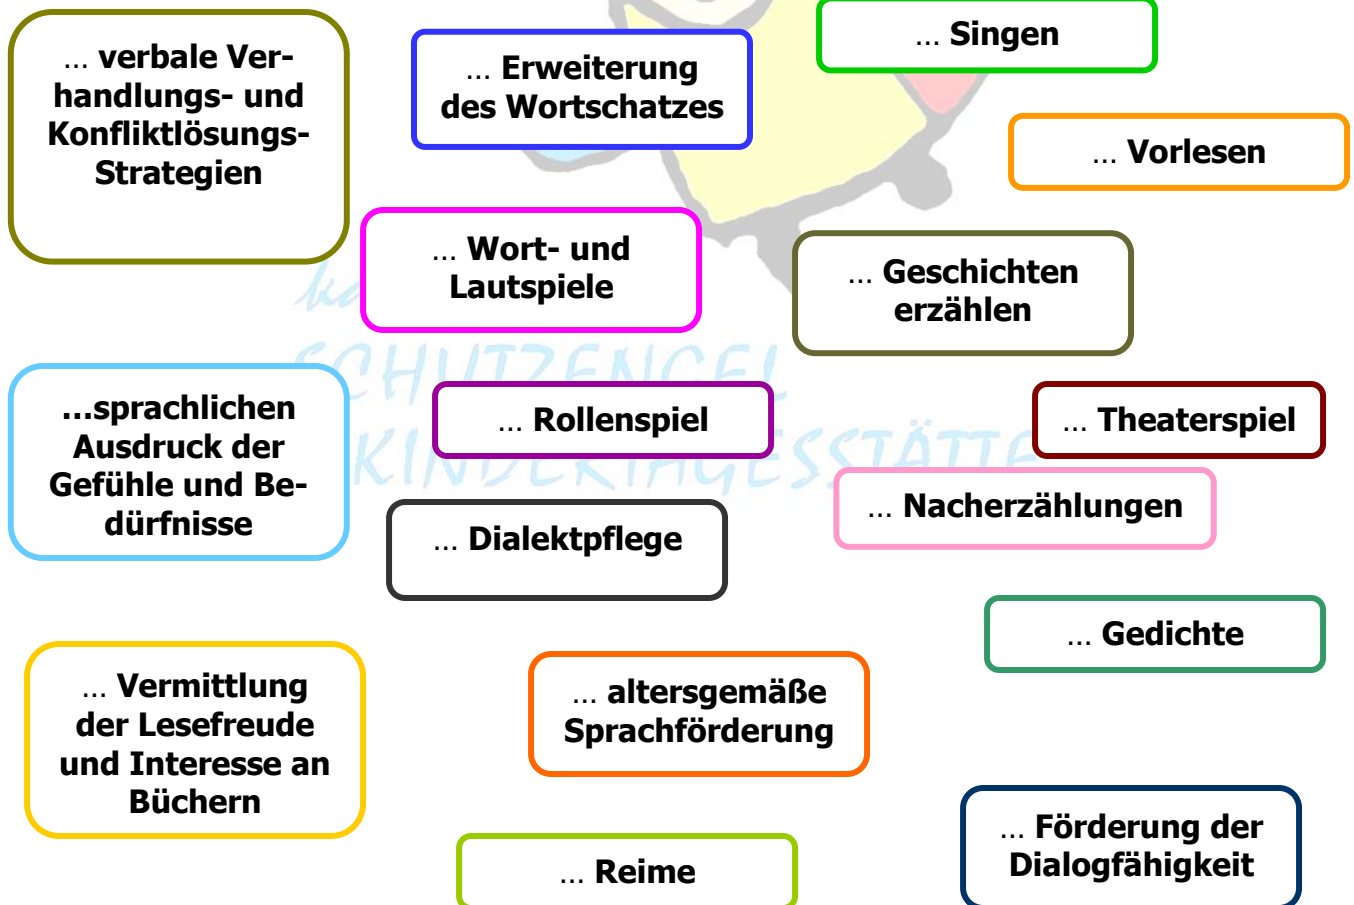 ... verbale Ver-
handlungs- und
Konfliktlösungs-
Strategien
... Erweiterung
des Wortschatzes
... Singen
... Vorlesen
... Wort- und
Lautspiele
... Geschichten
erzählen
...sprachlichen
Ausdruck der
Gefühle und Be-
dürfnisse
... Rollenspiel
... Theaterspiel
... Nacherzählungen
... Dialektpflege
... Gedichte
... Vermittlung
der Lesefreude
und Interesse an
Büchern
... altersgemäße
Sprachförderung
... Förderung der
Dialogfähigkeit
... Reime
SCHUTZENGEL
KINDERTAGESSTÄTTE